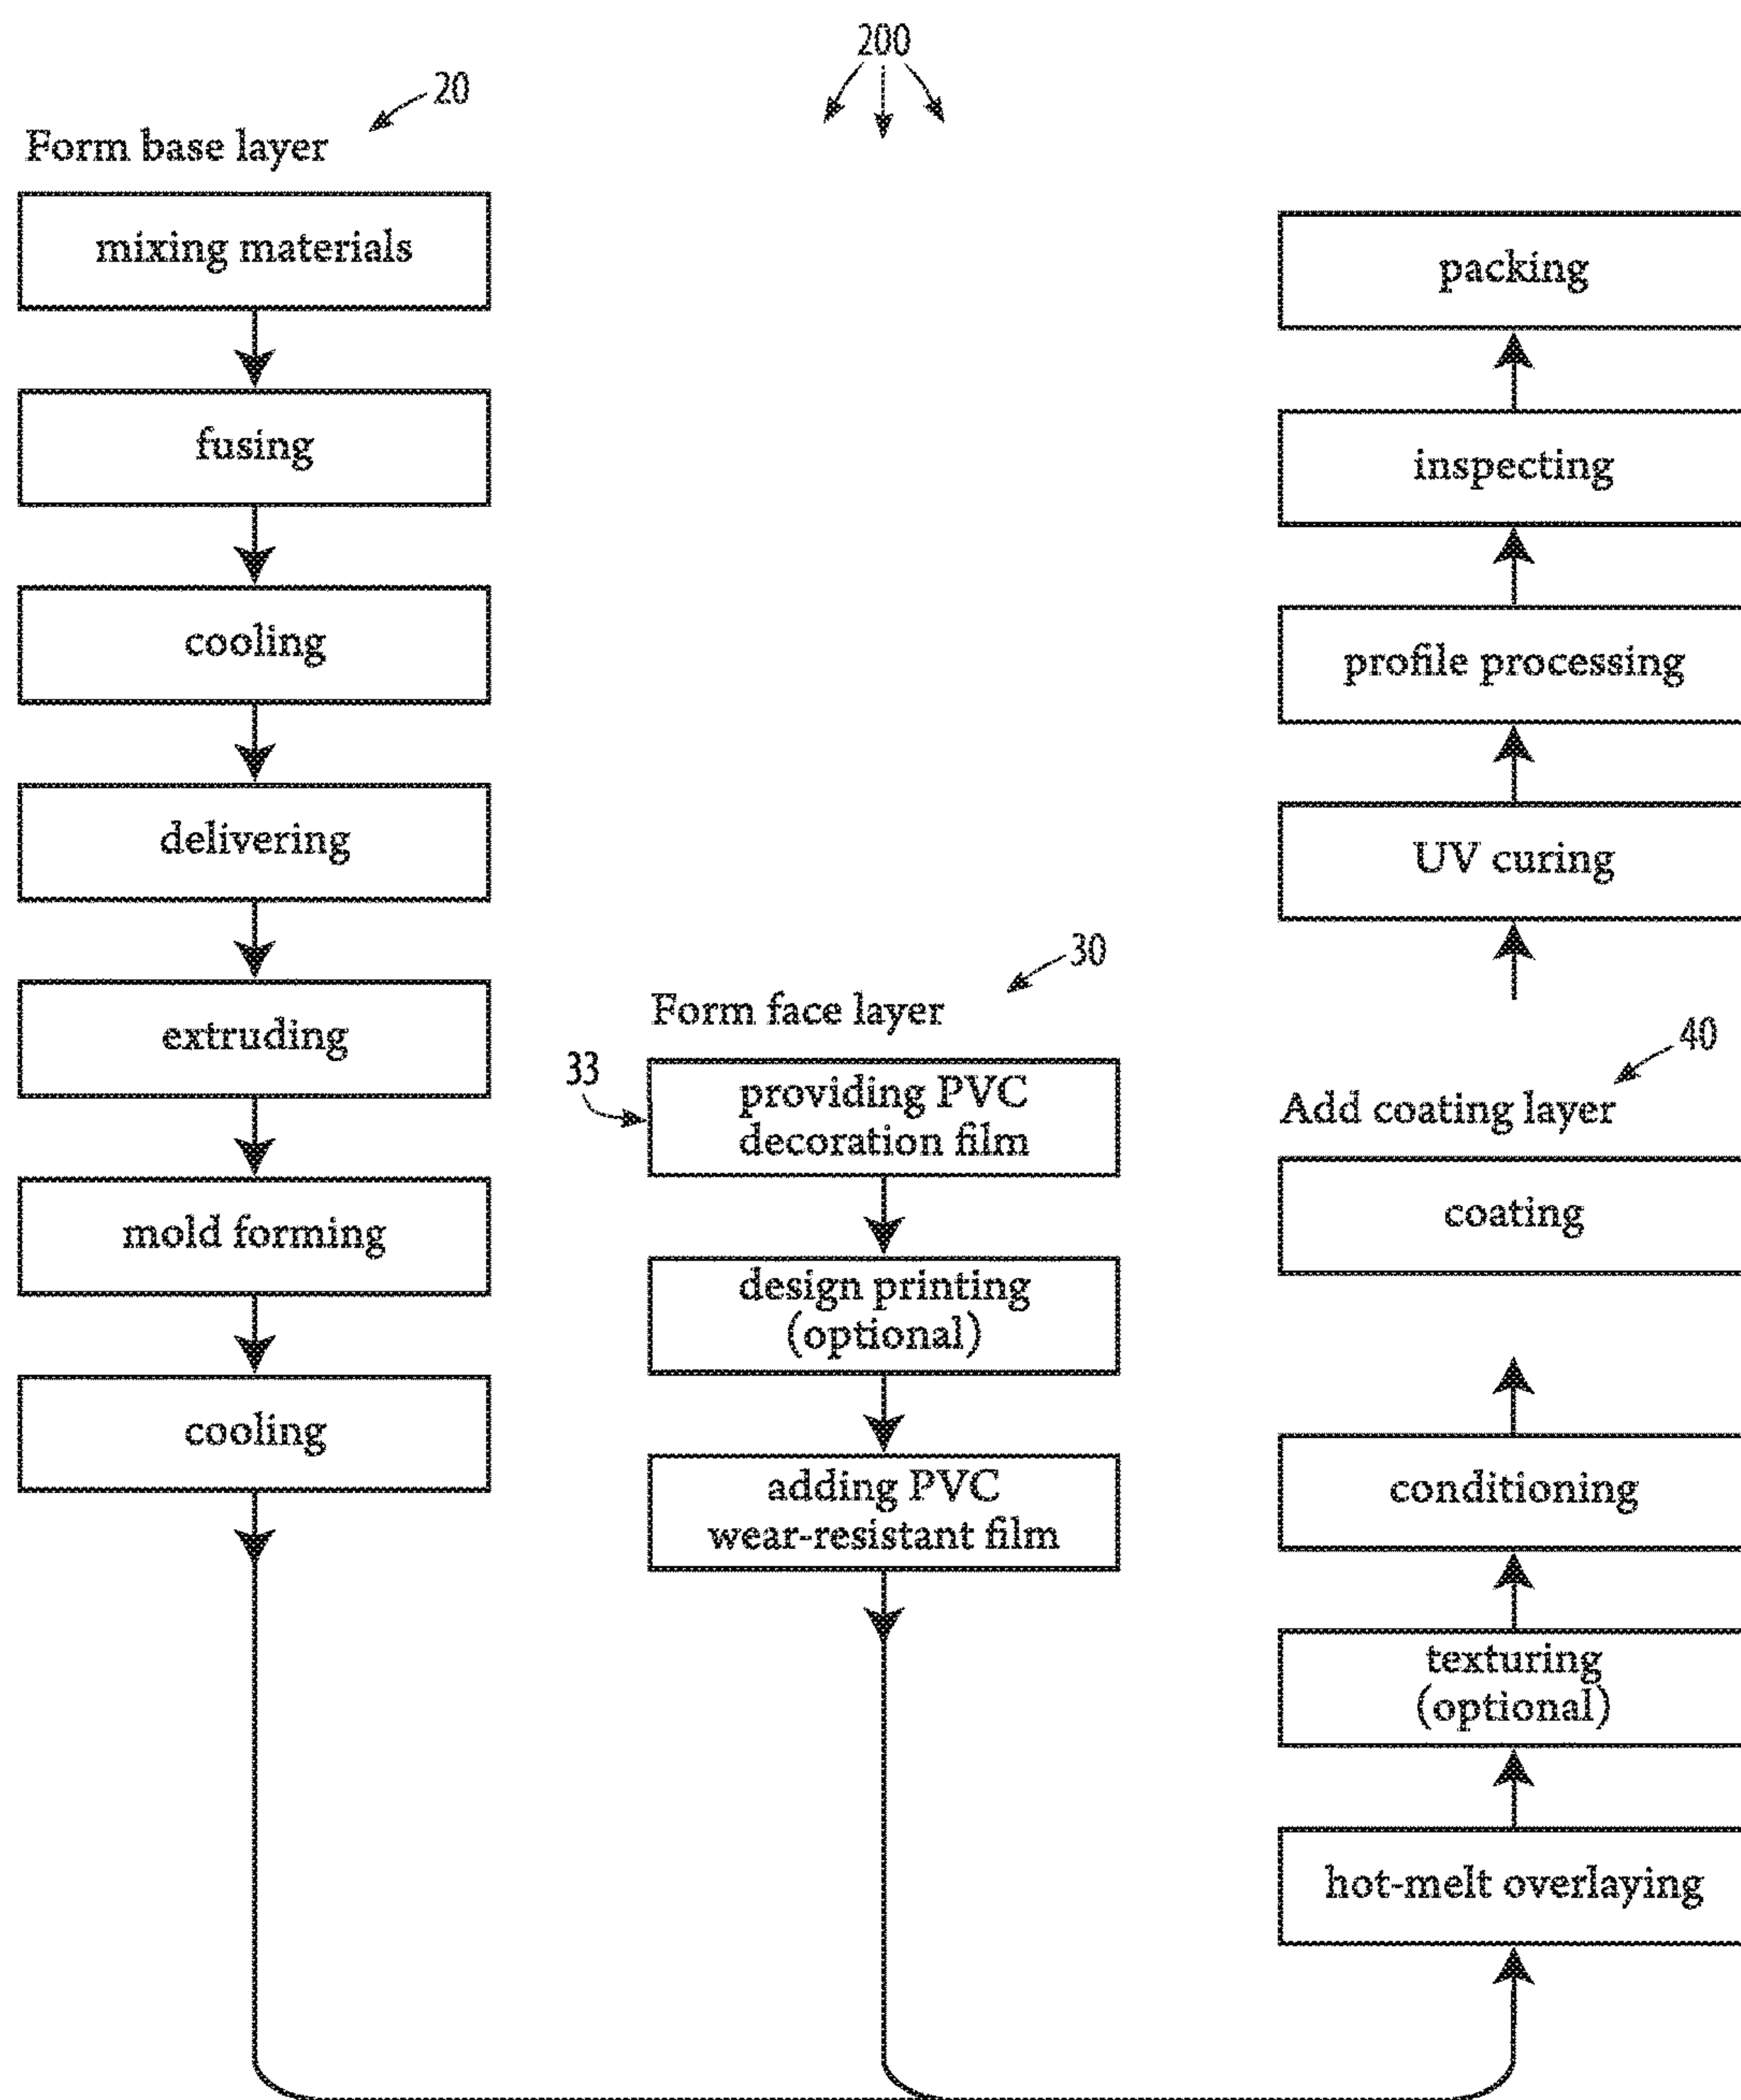 200
20
Form base layer
mixing materials
fusing
cooling
delivering
extruding
mold forming
cooling
30
Form face layer
33
providing PVC
decoration film
design printing
(optional)
adding PVC
wear-resistant film
packing
inspecting
profile processing
UV curing
40
Add coating layer
coating
conditioning
texturing
(optional)
hot-melt overlaying